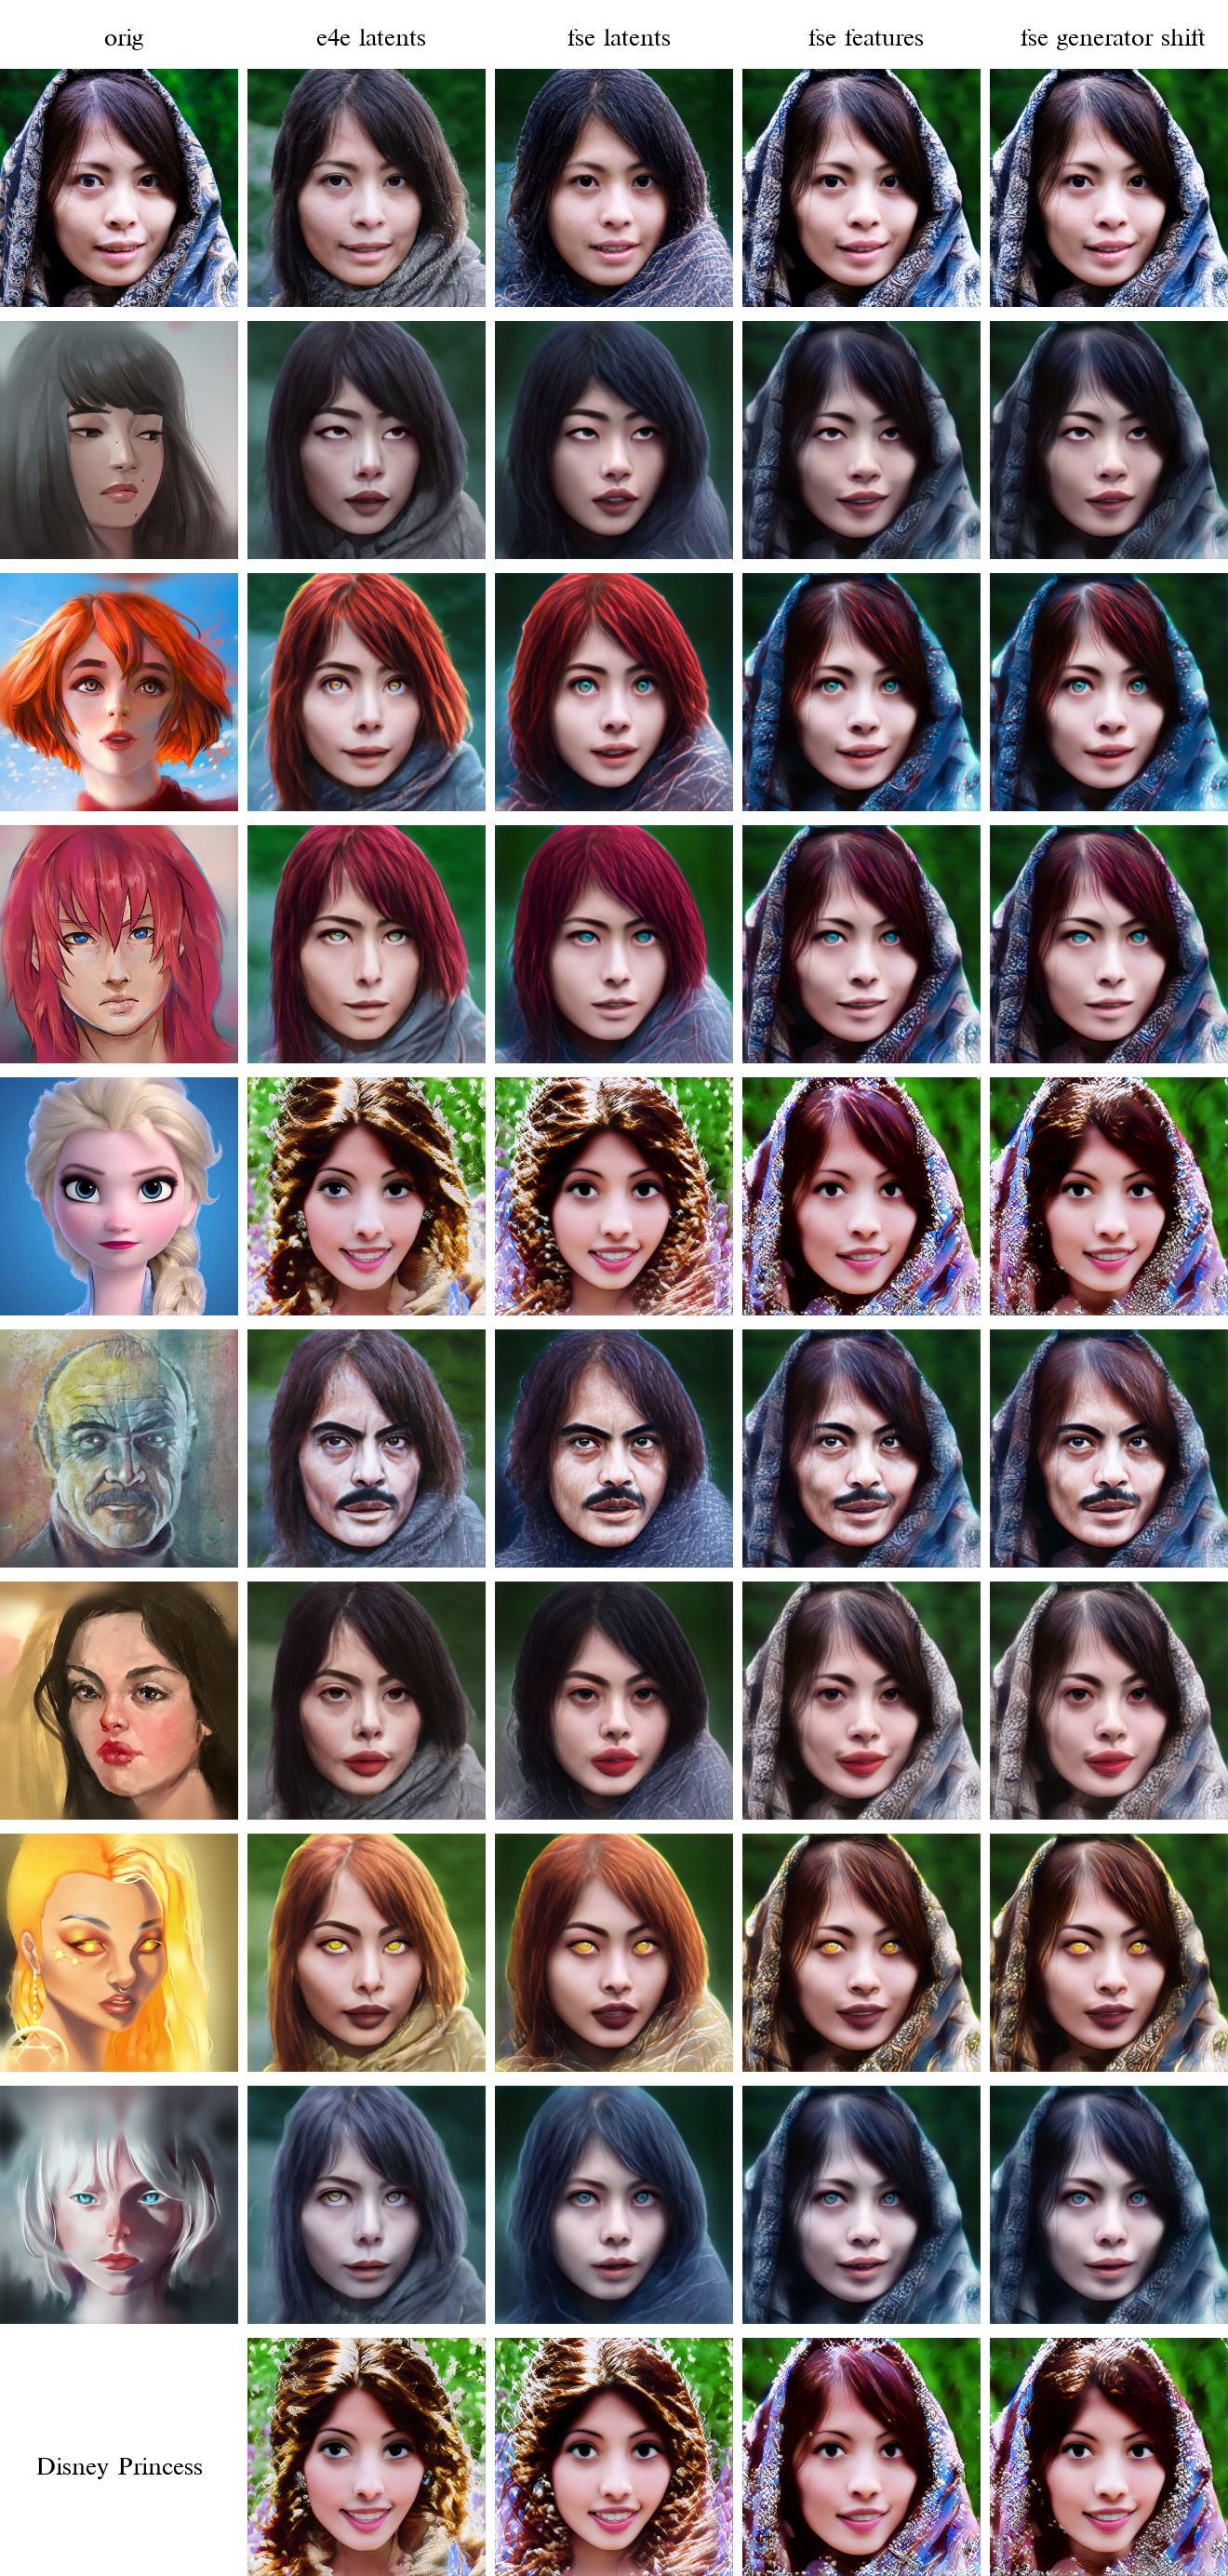 orig
e4e latents
fse latents
fse features
fse generator shift
Disney Princess